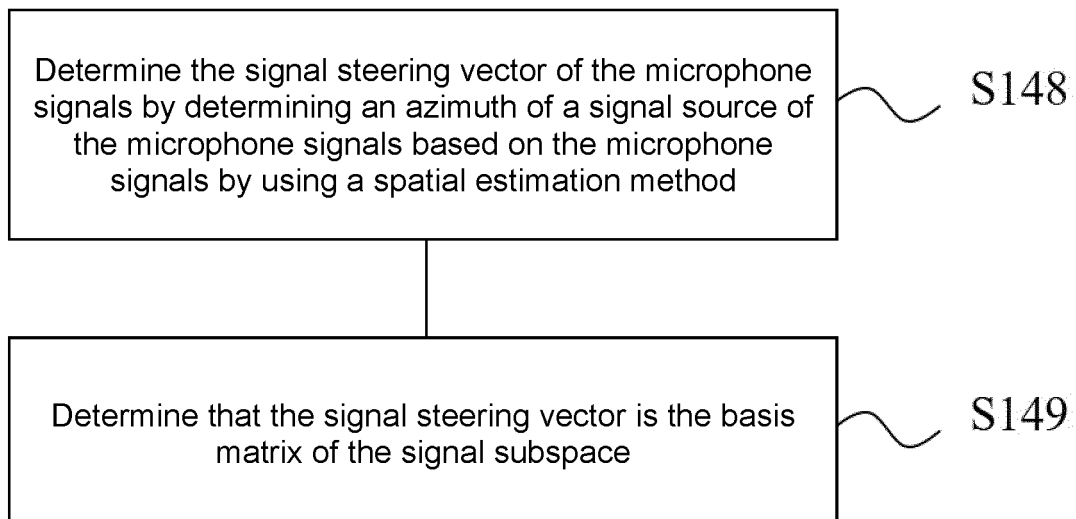 Determine the signal steering vector of the microphone
signals by determining an azimuth of a signal source of
the microphone signals based on the microphone
signals by using a spatial estimation method
S148
Determine that the signal steering vector is the basis
matrix of the signal subspace
S149